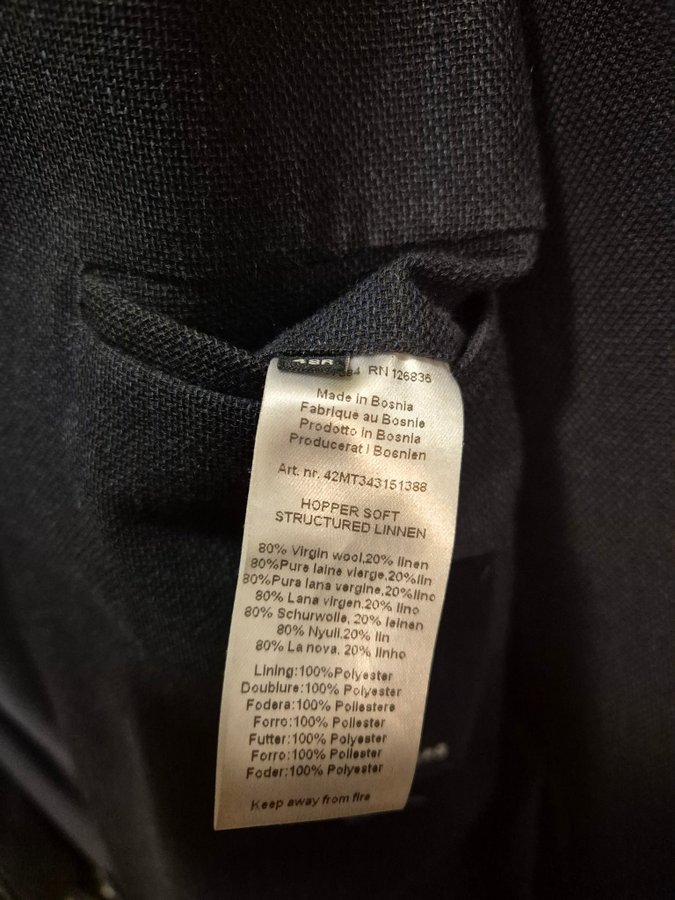 RN 126836
Made in Bosnia
Fabrique au Bosnie
Prodotto in Bosnia
Producerat i Bosnien
Art. nr. 42MT343151388
HOPPER SOFT
STRUCTURED LINNEN
80% Virgin wool,20% linen
80%Pure laine vierge,20%lin
80%Pura lana vergine,20%lino
80% Lana virgen,20% lino
80% Schurwolle, 20% leinen
80% Nyull,20% lin
80% La nova, 20% linho
Lining:100%Polyester
Doublure:100% Polyester
Fodera:100% Poliestere
Forro:100% Poliester
Futter:100% Polyester
Forro:100% Poliester
Foder:100% Polyester
Keep away from fire